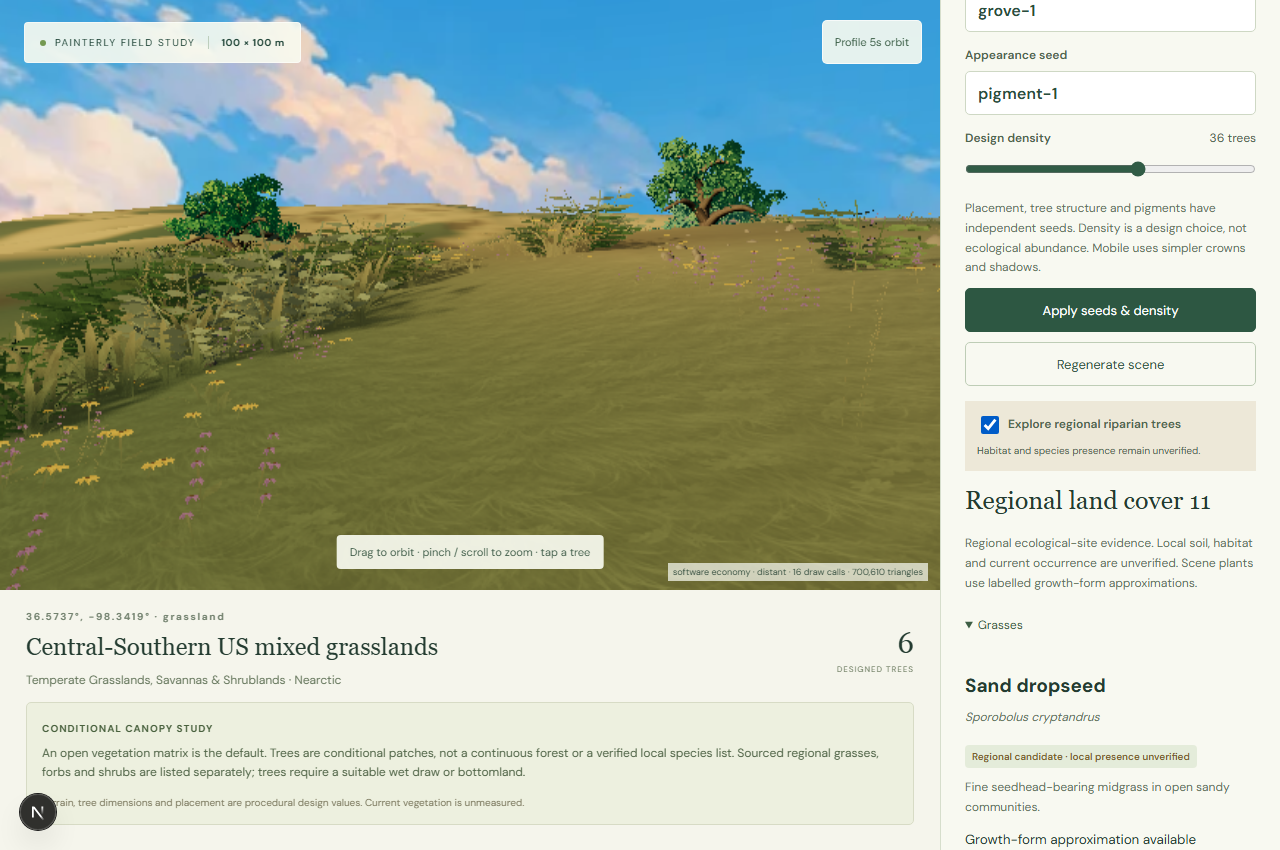 PAINTERLY FIELD STUDY
100 × 100 m
Profile 5s orbit
Drag to orbit · pinch / scroll to zoom · tap a tree
software economy · distant · 16 draw calls · 700,610 triangles
36.5737°, −98.3419° · grassland
Central-Southern US mixed grasslands
Temperate Grasslands, Savannas & Shrublands · Nearctic
6
DESIGNED TREES
CONDITIONAL CANOPY STUDY
An open vegetation matrix is the default. Trees are conditional patches, not a continuous forest or a verified local species list. Sourced regional grasses,
forbs and shrubs are listed separately; trees require a suitable wet draw or bottomland.
rain, tree dimensions and placement are procedural design values. Current vegetation is unmeasured.
N
grove-1
Appearance seed
pigment-1
Design density
36 trees
Placement, tree structure and pigments have
independent seeds. Density is a design choice, not
ecological abundance. Mobile uses simpler crowns
and shadows.
Apply seeds & density
Regenerate scene
Explore regional riparian trees
Habitat and species presence remain unverified.
Regional land cover 11
Regional ecological-site evidence. Local soil, habitat
and current occurrence are unverified. Scene plants
use labelled growth-form approximations.
▼ Grasses
Sand dropseed
Sporobolus cryptandrus
Regional candidate · local presence unverified
Fine seedhead-bearing midgrass in open sandy
communities.
Growth-form approximation available